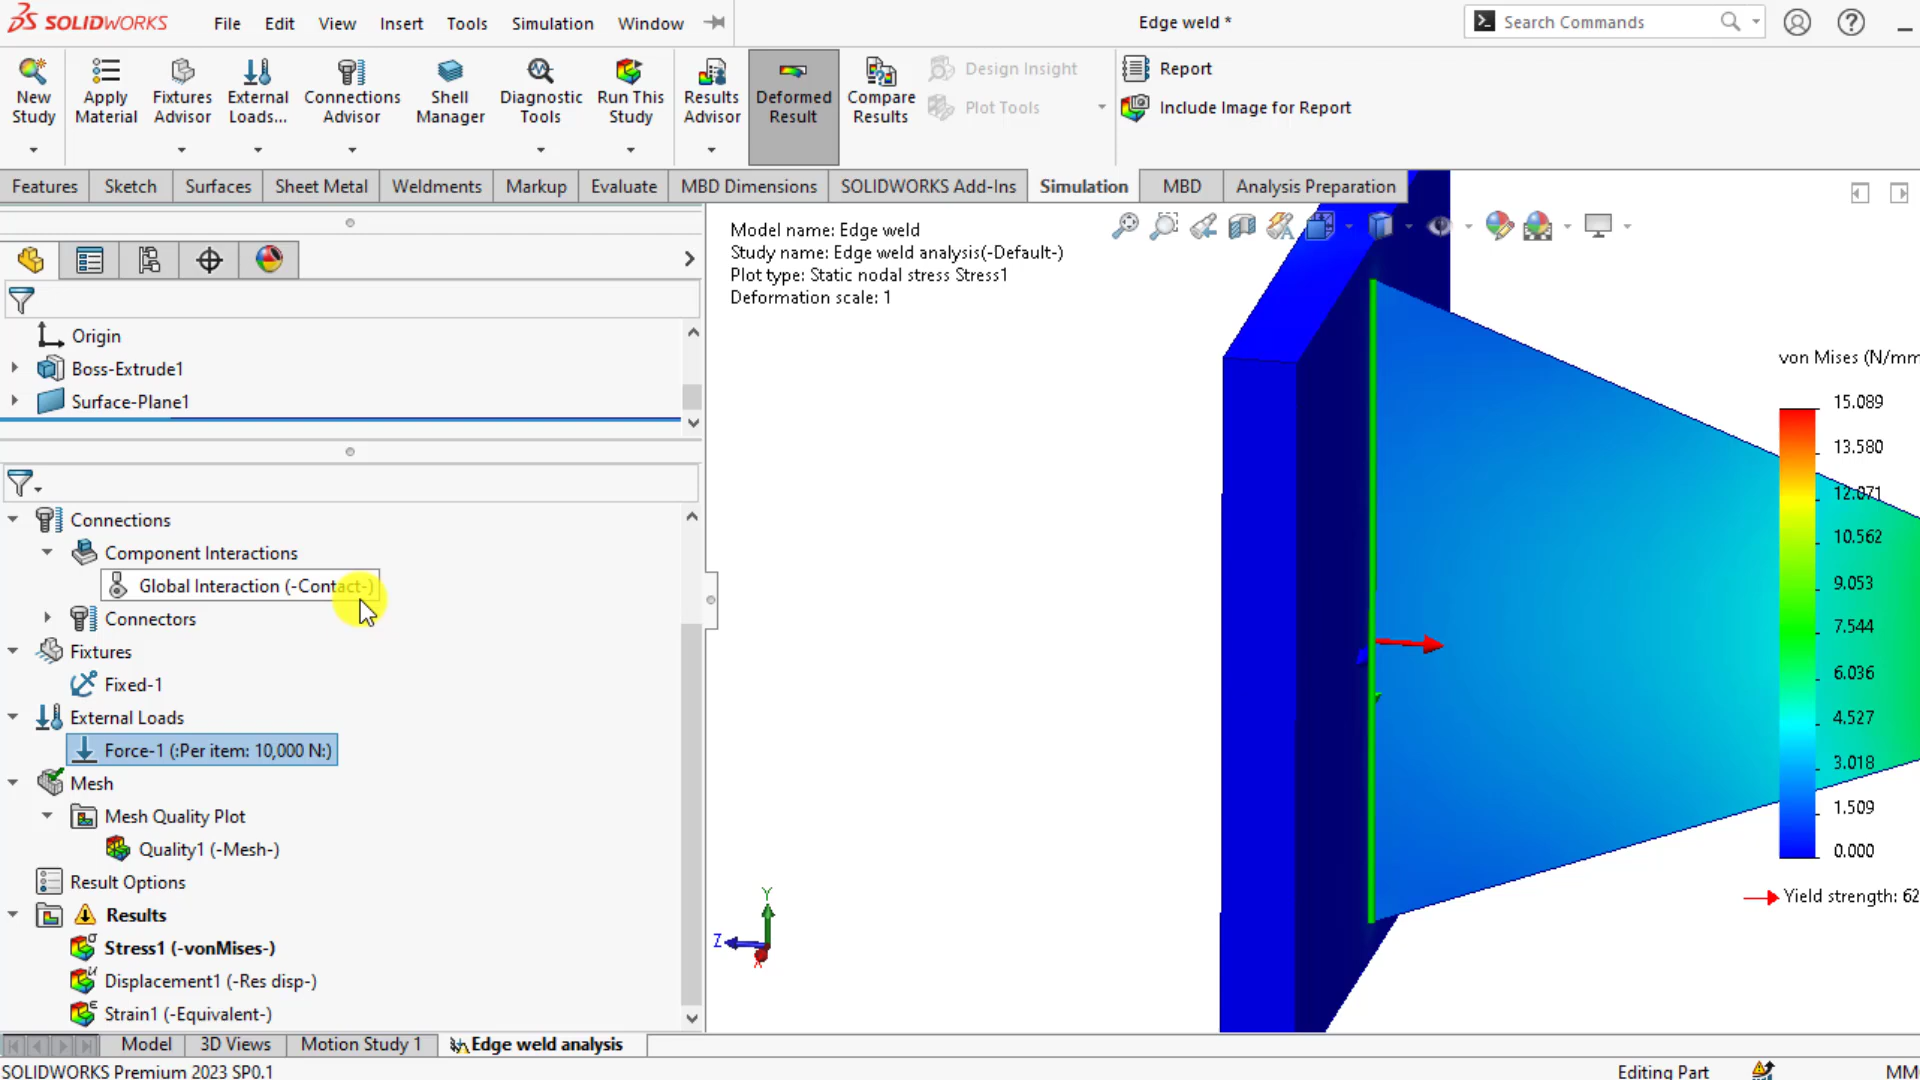 SOLIDWORKS
File Edit View Insert Tools Simulation Window
Edge weld *
Search Commands
New Study
Apply Material
Fixtures Advisor
External Loads...
Connections Advisor
Shell Manager
Diagnostic Tools
Run This Study
Results Advisor
Deformed Result
Compare Results
Design Insight
Plot Tools
Report
Include Image for Report
Features Sketch Surfaces Sheet Metal Weldments Markup Evaluate MBD Dimensions SOLIDWORKS Add-Ins Simulation MBD Analysis Preparation
Origin
Boss-Extrude1
Surface-Plane1
Connections
Component Interactions
Global Interaction (-Contact-)
Connectors
Fixtures
Fixed-1
External Loads
Force-1 (:Per item: 10,000 N:)
Mesh
Mesh Quality Plot
Quality1 (-Mesh-)
Result Options
Results
Stress1 (-vonMises-)
Displacement1 (-Res disp-)
Strain1 (-Equivalent-)
Model name: Edge weld
Study name: Edge weld analysis(-Default-)
Plot type: Static nodal stress Stress1
Deformation scale: 1
von Mises (N/mm
15.089
13.580
12.071
10.562
9.053
7.544
6.036
4.527
3.018
1.509
0.000
Yield strength: 62
Y
Z
X
Model 3D Views Motion Study 1 Edge weld analysis
SOLIDWORKS Premium 2023 SP0.1
Editing Part
MM